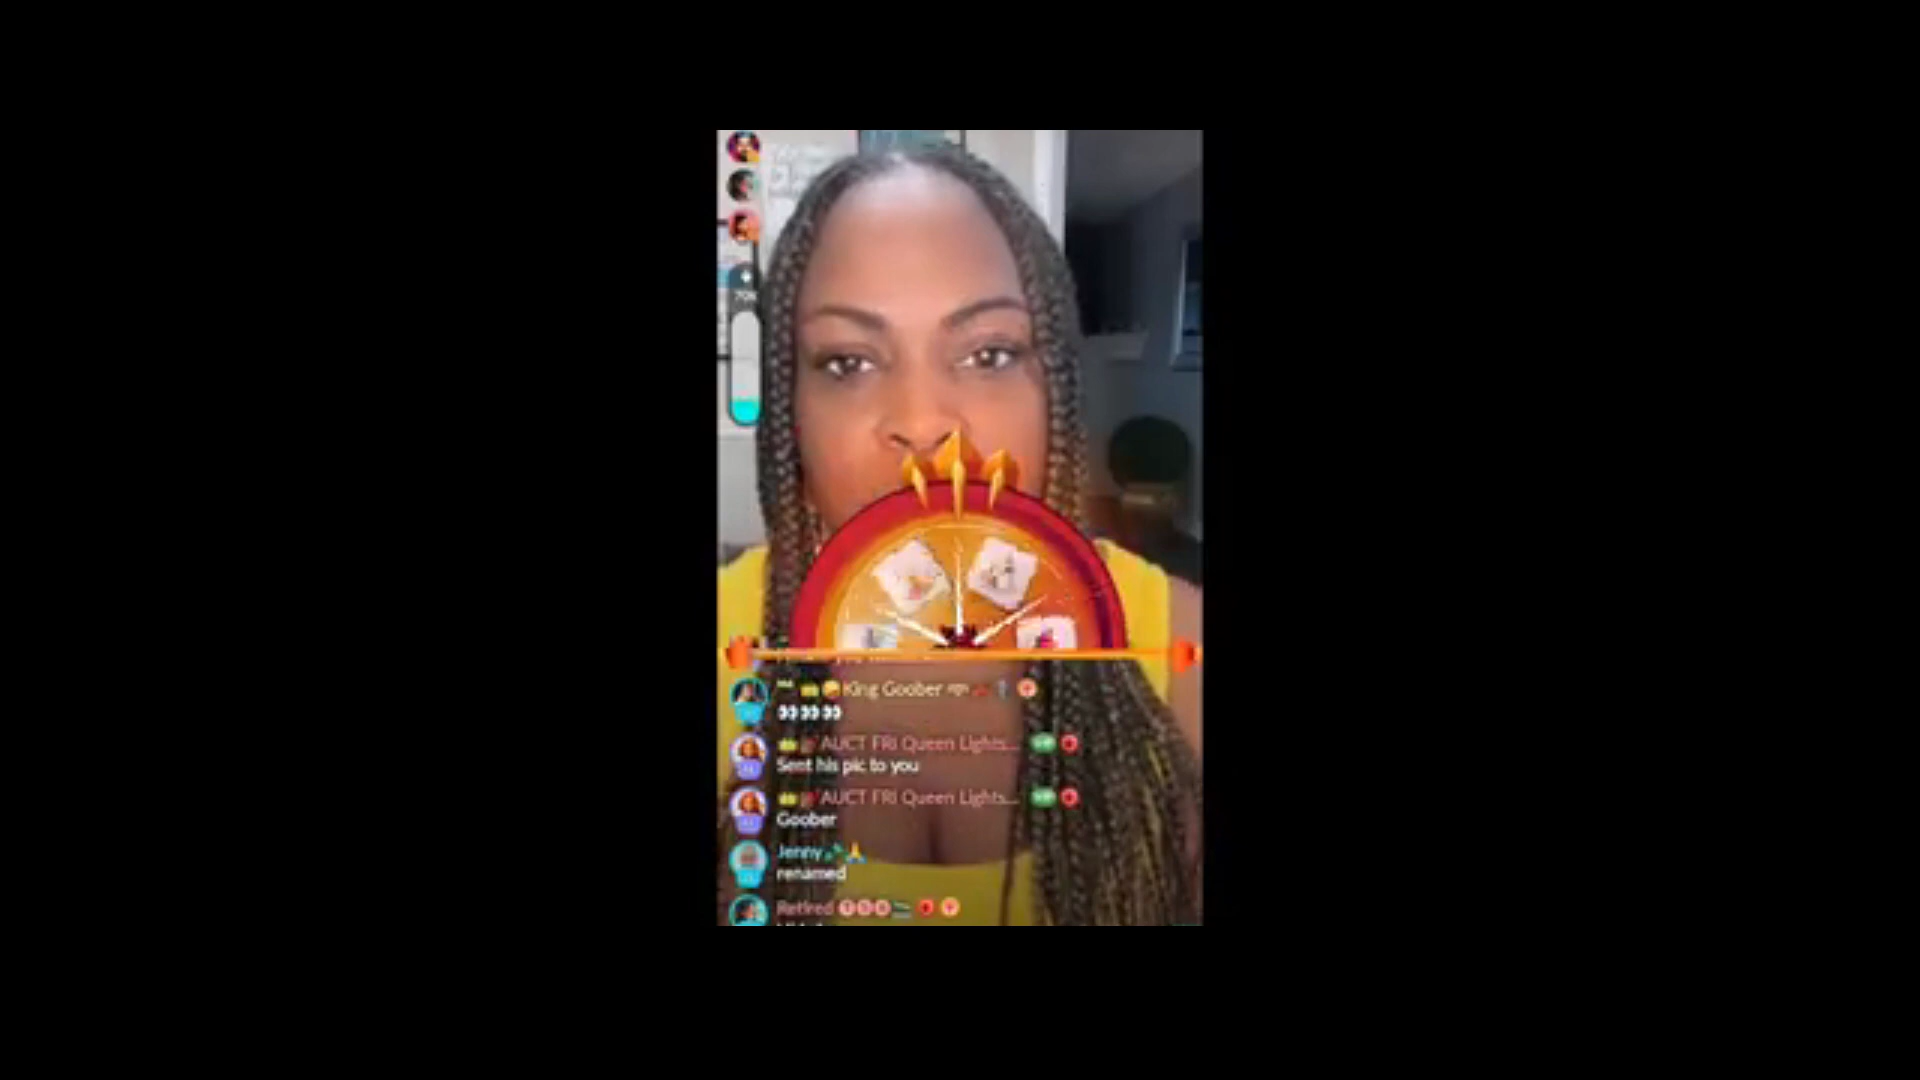 King Goober
👀👀👀
AUCT FRI Queen Lights...
Sent his pic to you
AUCT FRI Queen Lights...
Goober
Jenny
renamed
Retired